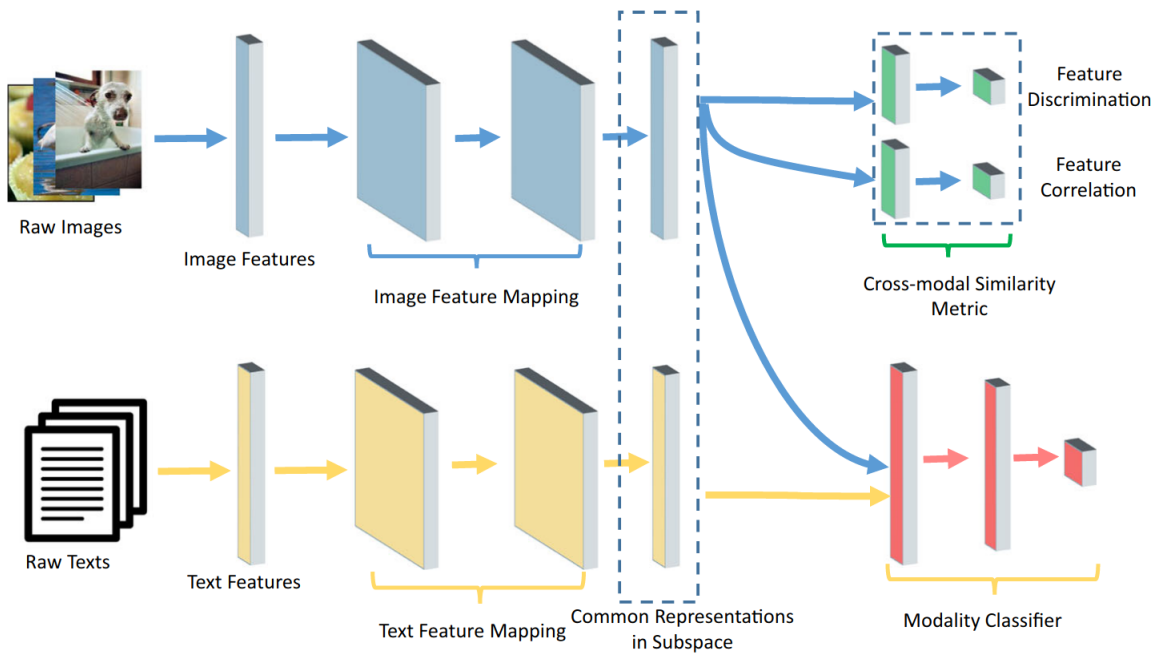 Raw Images
Image Features
Image Feature Mapping
Feature
Discrimination
Feature
Correlation
Cross-modal Similarity
Metric
Raw Texts
Text Features
Text Feature Mapping
Common Representations
in Subspace
Modality Classifier